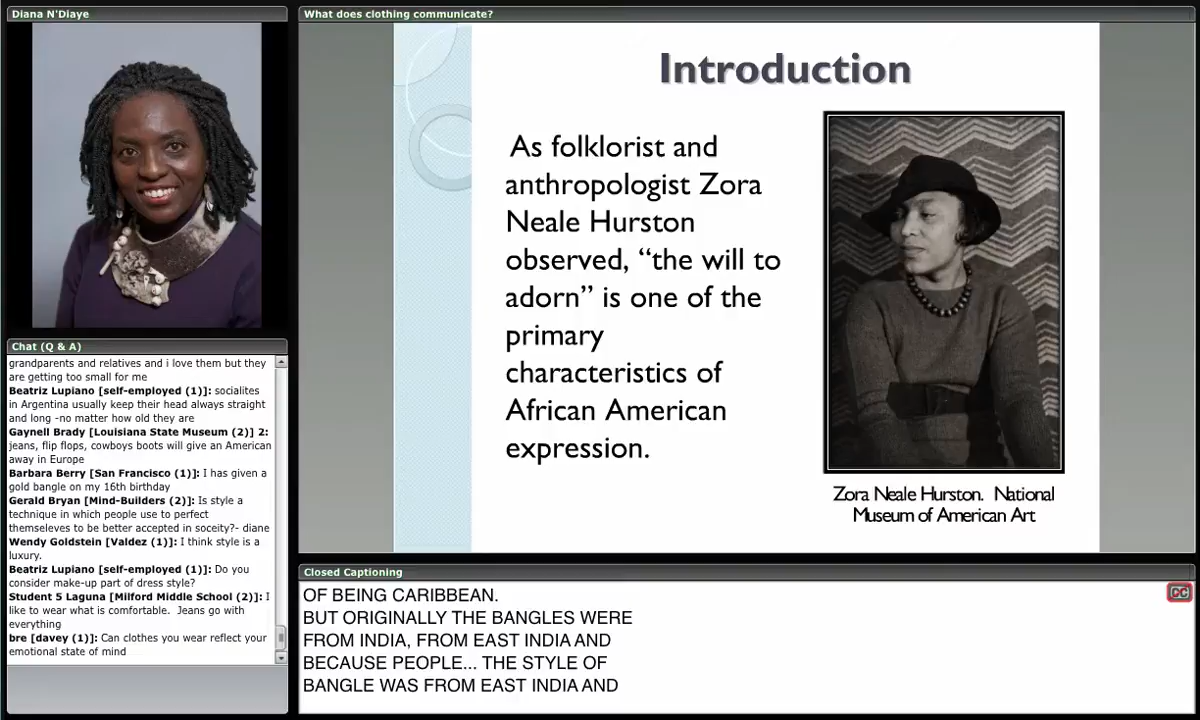 Diana N'Diaye
What does clothing communicate?
Introduction
As folklorist and
anthropologist Zora
Neale Hurston
observed, “the will to
adorn” is one of the
primary
characteristics of
African American
expression.
Zora Neale Hurston.  National
Museum of American Art
Chat (Q & A)
grandparents and relatives and i love them but they
are getting too small for me
Beatriz Lupiano [self-employed (1)]: socialites
in Argentina usually keep their head always straight
and long -no matter how old they are
Gaynell Brady [Louisiana State Museum (2)] 2:
jeans, flip flops, cowboys boots will give an American
away in Europe
Barbara Berry [San Francisco (1)]: I has given a
gold bangle on my 16th birthday
Gerald Bryan [Mind-Builders (2)]: Is style a
technique in which people use to perfect
themseleves to be better accepted in soceity?- diane
Wendy Goldstein [Valdez (1)]: I think style is a
luxury.
Beatriz Lupiano [self-employed (1)]: Do you
consider make-up part of dress style?
Student 5 Laguna [Milford Middle School (2)]: I
like to wear what is comfortable.  Jeans go with
everything
bre [davey (1)]: Can clothes you wear reflect your
emotional state of mind
Closed Captioning
CC
OF BEING CARIBBEAN.
BUT ORIGINALLY THE BANGLES WERE
FROM INDIA, FROM EAST INDIA AND
BECAUSE PEOPLE... THE STYLE OF
BANGLE WAS FROM EAST INDIA AND